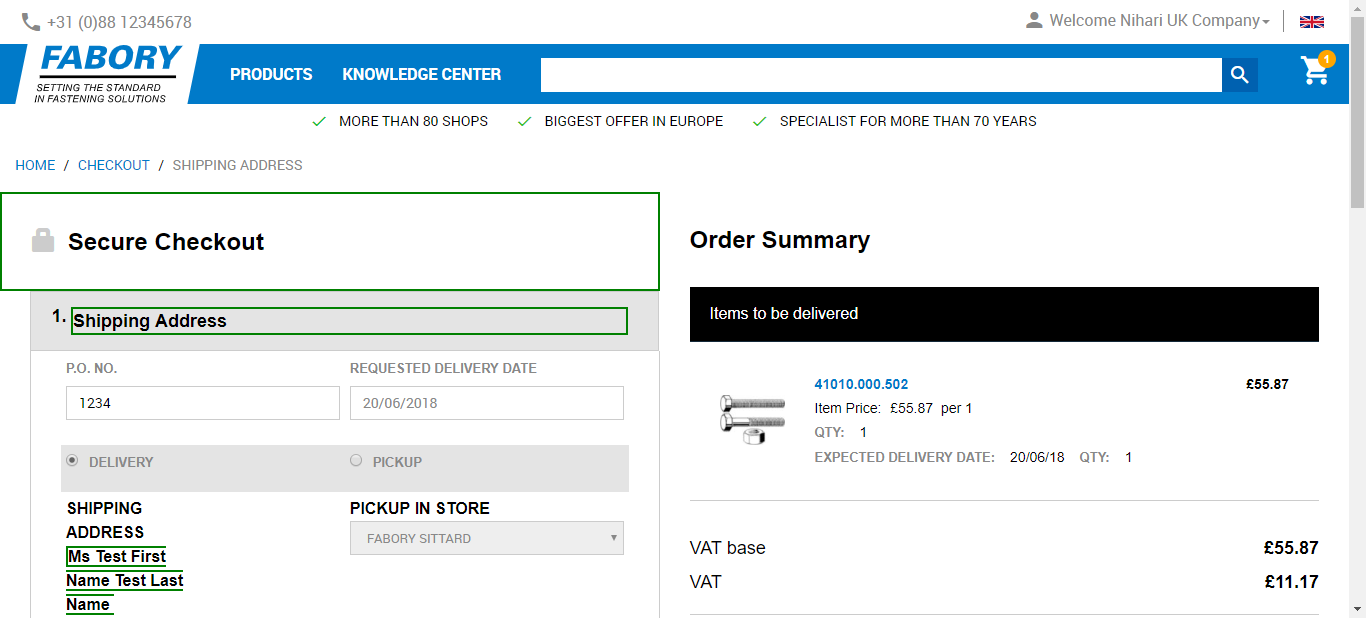 +31 (0)88 12345678
Welcome Nihari UK Company
FABORY
SETTING THE STANDARD
IN FASTENING SOLUTIONS
PRODUCTS
KNOWLEDGE CENTER
1
MORE THAN 80 SHOPS
BIGGEST OFFER IN EUROPE
SPECIALIST FOR MORE THAN 70 YEARS
HOME / CHECKOUT / SHIPPING ADDRESS
Secure Checkout
1. Shipping Address
P.O. NO.
REQUESTED DELIVERY DATE
1234
20/06/2018
DELIVERY
PICKUP
SHIPPING
ADDRESS
Ms Test First
Name Test Last
Name
PICKUP IN STORE
FABORY SITTARD
Order Summary
Items to be delivered
41010.000.502 £55.87
Item Price: £55.87 per 1
QTY: 1
EXPECTED DELIVERY DATE: 20/06/18 QTY: 1
VAT base £55.87
VAT £11.17